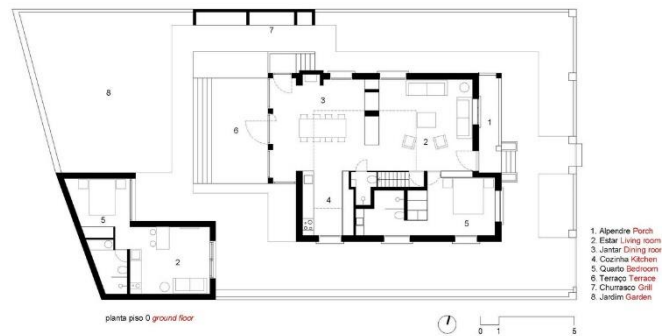 7
8
3
1
6
2
4
5
5
2
1. Alpendre Porch
2. Estar Living room
3. Jantar Dining room
4. Cozinha Kitchen
5. Quarto Bedroom
6. Terraço Terrace
7. Churrasco Grill
8. Jardim Garden
planta piso 0 ground floor
0 1 5